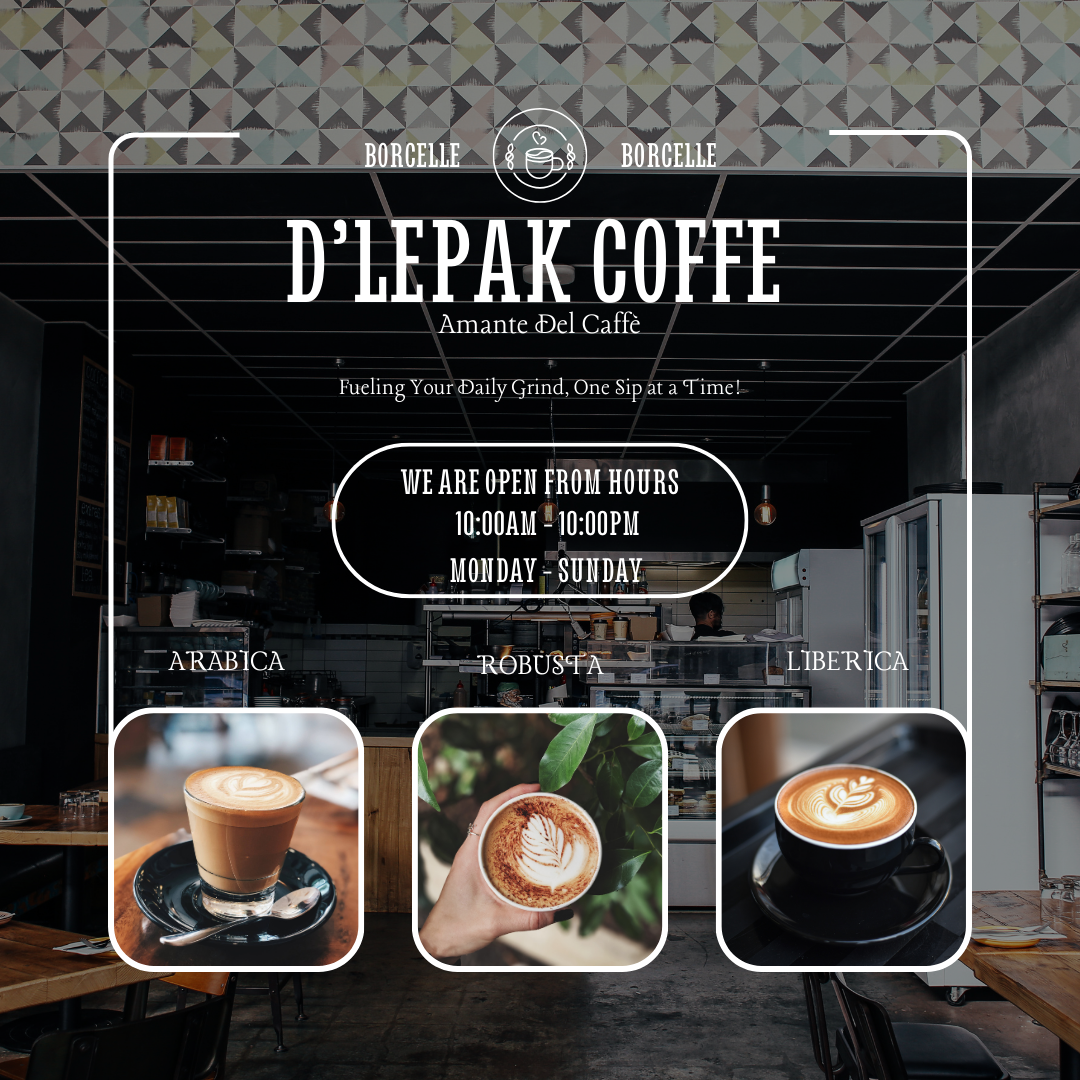 BORCELLE BORCELLE
D'LEPAK COFFE
Amante Del Caffè
Fueling Your Daily Grind, One Sip at a Time!
WE ARE OPEN FROM HOURS
10:00AM - 10:00PM
MONDAY - SUNDAY
ARABICA ROBUSTA LIBERICA